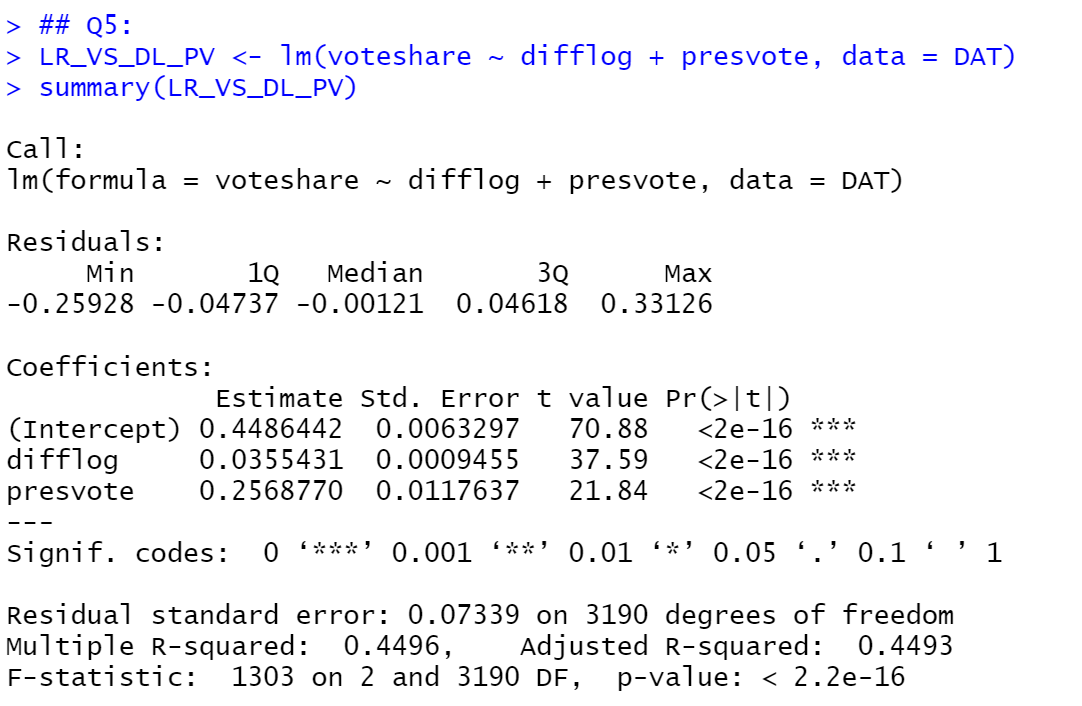 > ## Q5:
> LR_VS_DL_PV <- lm(voteshare ~ difflog + presvote, data = DAT)
> summary(LR_VS_DL_PV)

Call:
lm(formula = voteshare ~ difflog + presvote, data = DAT)

Residuals:
     Min       1Q   Median       3Q      Max
-0.25928 -0.04737 -0.00121  0.04618  0.33126

Coefficients:
             Estimate Std. Error t value Pr(>|t|)
(Intercept) 0.4486442  0.0063297   70.88   <2e-16 ***
difflog     0.0355431  0.0009455   37.59   <2e-16 ***
presvote    0.2568770  0.0117637   21.84   <2e-16 ***
---
Signif. codes:  0 ‘***’ 0.001 ‘**’ 0.01 ‘*’ 0.05 ‘.’ 0.1 ‘ ’ 1

Residual standard error: 0.07339 on 3190 degrees of freedom
Multiple R-squared:  0.4496,    Adjusted R-squared:  0.4493
F-statistic:  1303 on 2 and 3190 DF,  p-value: < 2.2e-16